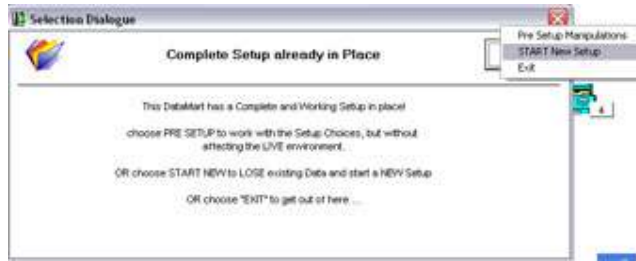 Selection Dialogue
Complete Setup already in Place
Pre Setup Manipulations
START New Setup
Exit
This DataMart has a Complete and Working Setup in place!
choose PRE SETUP to work with the Setup Choices, but without
affecting the LIVE environment.
OR choose START NEW to LOSE existing Data and start a NEW Setup
OR choose "EXIT" to get out of here ...
4